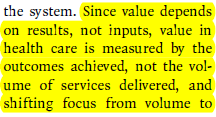 the system. Since value depends
on results, not inputs, value in
health care is measured by the
outcomes achieved, not the vol-
ume of services delivered, and
shifting focus from volume to